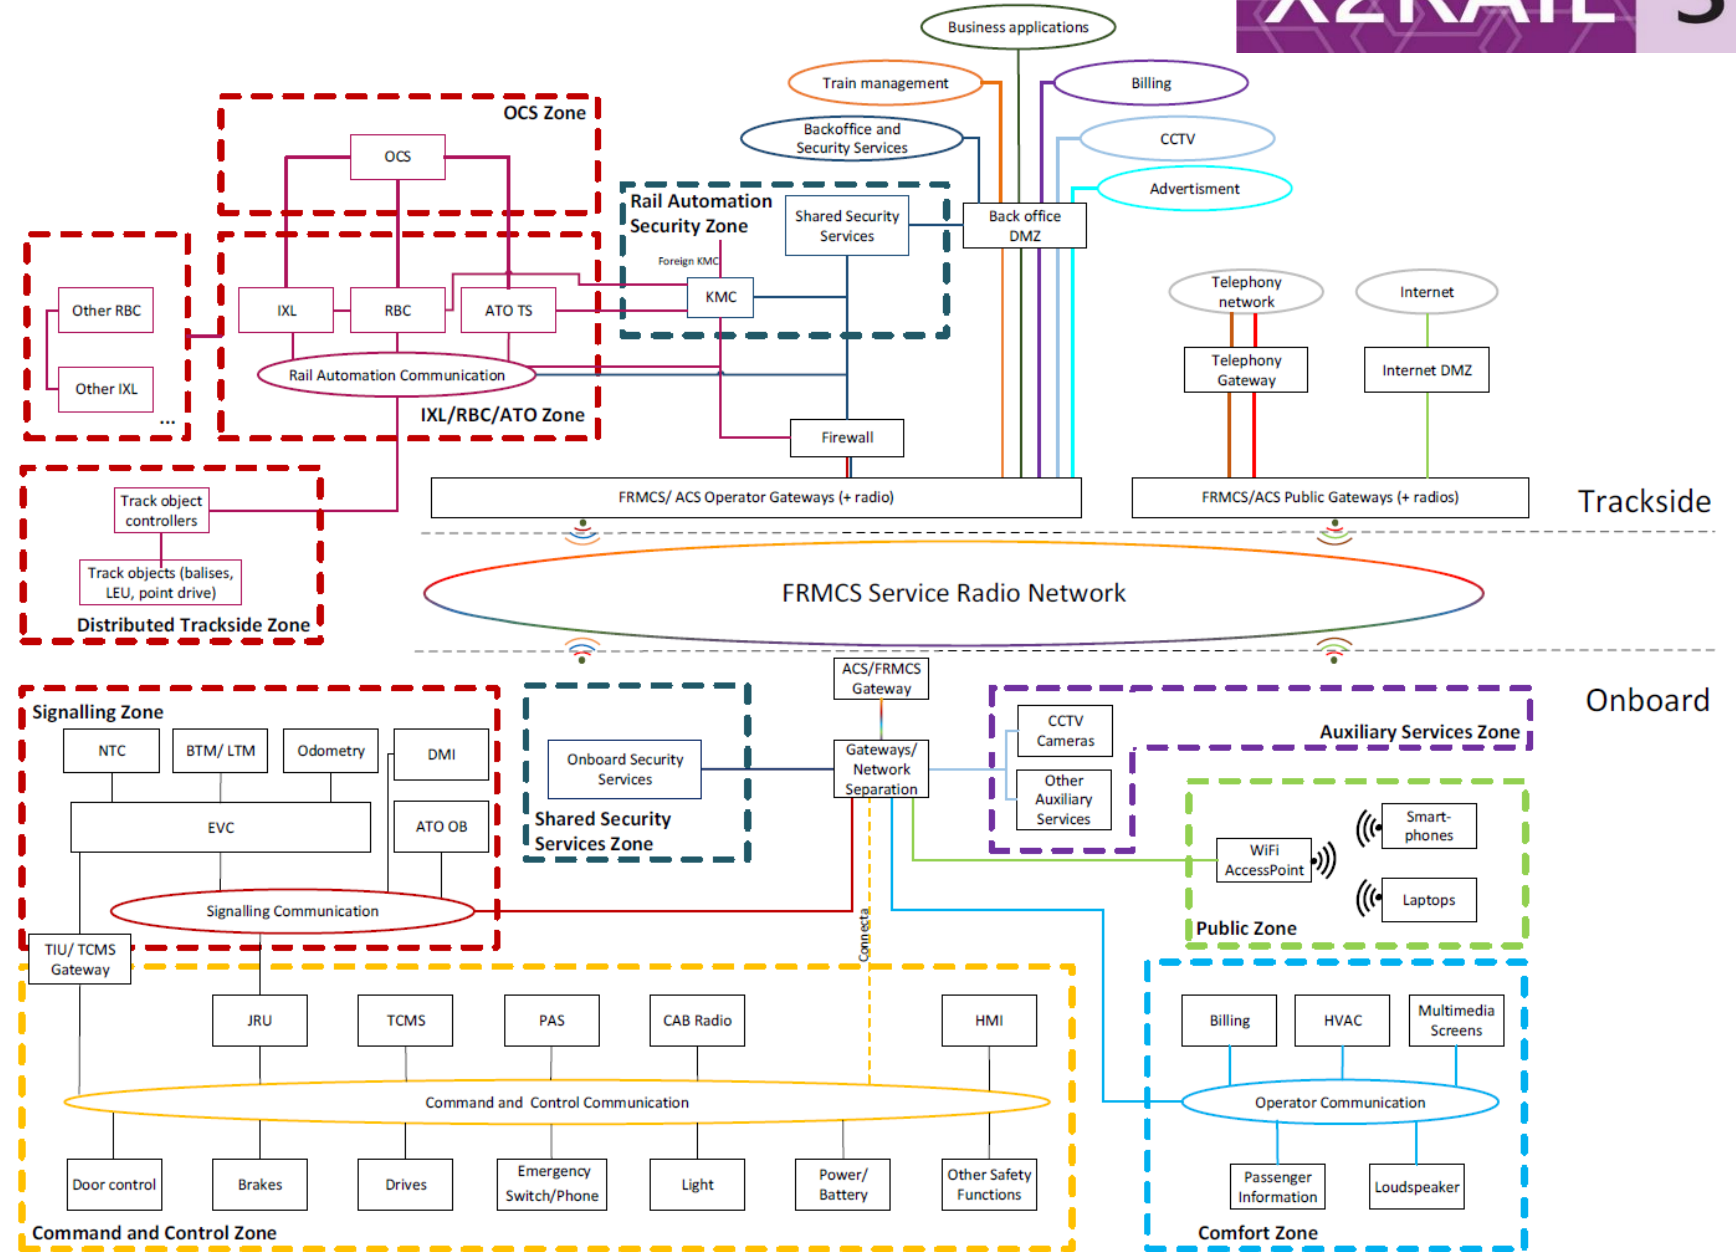 X2RAIL 3
Business applications
Train management
Billing
Backoffice and
Security Services
CCTV
Advertisment
OCS Zone
OCS
Rail Automation
Security Zone
Shared Security
Services
Back office
DMZ
Foreign KMC
KMC
Other RBC
Other IXL
...
IXL
RBC
ATO TS
Rail Automation Communication
IXL/RBC/ATO Zone
Telephony
network
Internet
Telephony
Gateway
Internet DMZ
Firewall
Track object
controllers
Track objects (balises,
LEU, point drive)
Distributed Trackside Zone
FRMCS/ ACS Operator Gateways (+ radio)
FRMCS/ACS Public Gateways (+ radios)
Trackside
FRMCS Service Radio Network
Onboard
ACS/FRMCS
Gateway
Signalling Zone
NTC
BTM/ LTM
Odometry
DMI
EVC
ATO OB
Signalling Communication
TIU/ TCMS
Gateway
Onboard Security
Services
Shared Security
Services Zone
Gateways/
Network
Separation
Connecta
CCTV
Cameras
Other
Auxiliary
Services
Auxiliary Services Zone
WiFi
AccessPoint
Smart-
phones
Laptops
Public Zone
JRU
TCMS
PAS
CAB Radio
HMI
Command and Control Communication
Door control
Brakes
Drives
Emergency
Switch/Phone
Light
Power/
Battery
Other Safety
Functions
Command and Control Zone
Billing
HVAC
Multimedia
Screens
Operator Communication
Passenger
Information
Loudspeaker
Comfort Zone